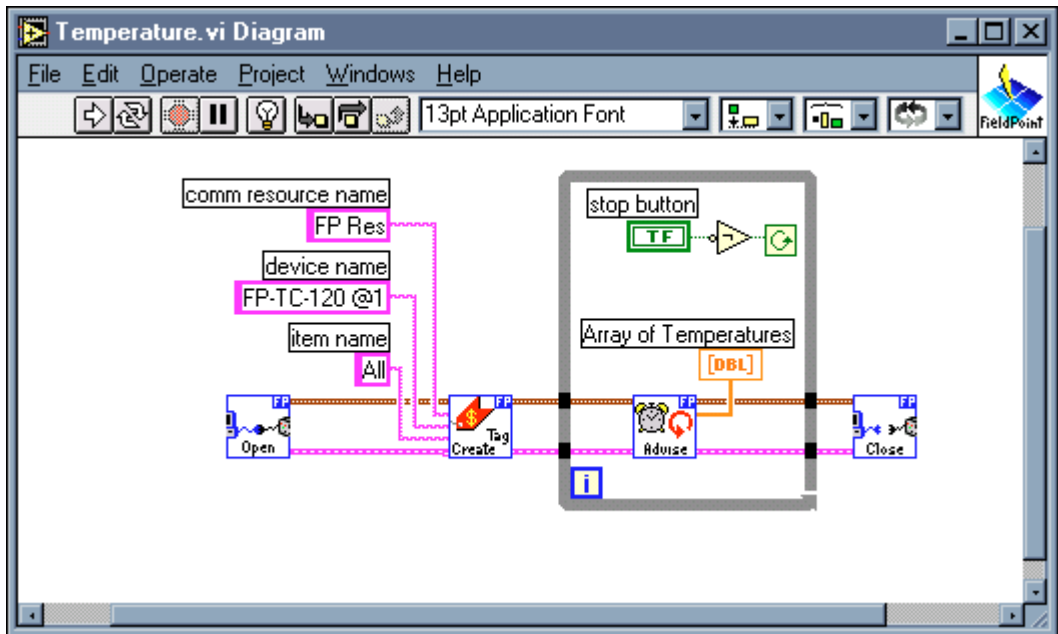 Temperature.vi Diagram
File Edit Operate Project Windows Help
13pt Application Font
FieldPoint
comm resource name
FP Res
device name
FP-TC-120 @1
item name
All
stop button
TF
Array of Temperatures
[DBL]
FP
Open
FP
$
Tag
Create
FP
Advise
FP
Close
i